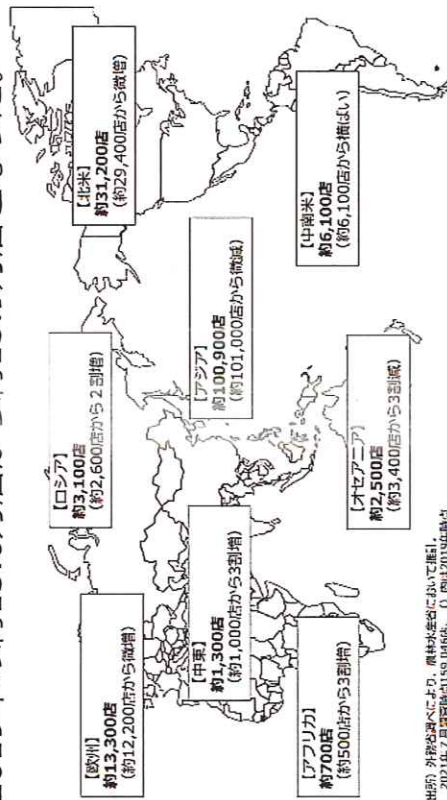 【欧州】
約13,300店
(約12,200店から微増)
【ロシア】
約3,100店
(約2,600店から2割増)
【北米】
約31,200店
(約29,400店から微増)
【中東】
約1,300店
(約1,000店から3割増)
【アジア】
約100,900店
(約101,000店から微減)
【アフリカ】
約700店
(約500店から3割増)
【オセアニア】
約2,500店
(約3,400店から3割減)
【中南米】
約6,100店
(約6,100店から横ばい)
出所)外務省調べにより、農林水産省において推計。